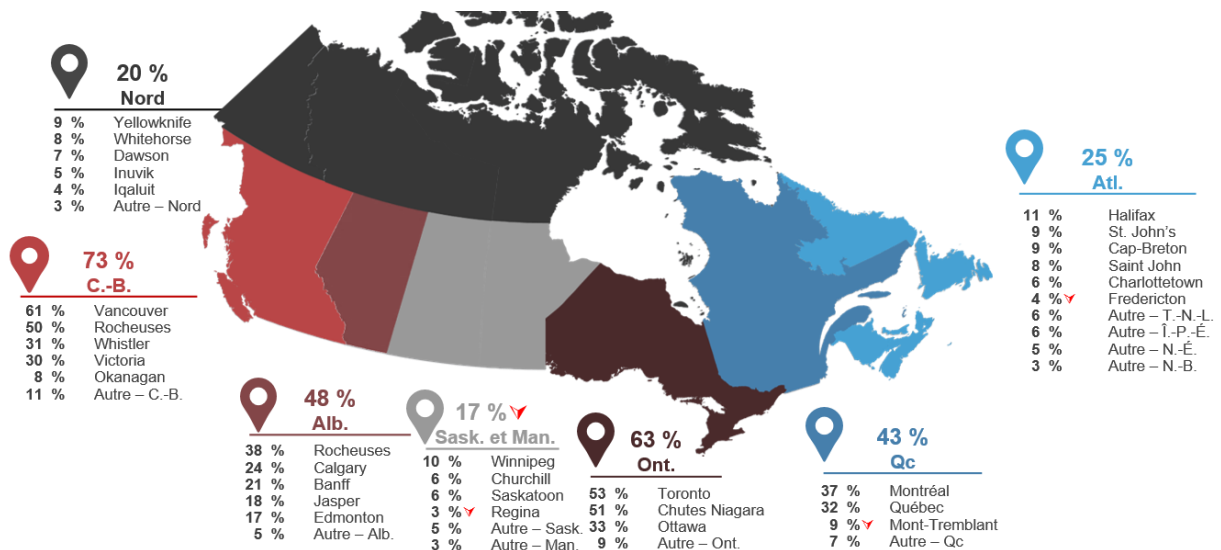 20 %
Nord
9 % Yellowknife
8 % Whitehorse
7 % Dawson
5 % Inuvik
4 % Iqaluit
3 % Autre – Nord
73 %
C.-B.
61 % Vancouver
50 % Rocheuses
31 % Whistler
30 % Victoria
8 % Okanagan
11 % Autre – C.-B.
48 %
Alb.
38 % Rocheuses
24 % Calgary
21 % Banff
18 % Jasper
17 % Edmonton
5 % Autre – Alb.
17 %
Sask. et Man.
10 % Winnipeg
6 % Churchill
6 % Saskatoon
3 % Regina
5 % Autre – Sask.
3 % Autre – Man.
63 %
Ont.
53 % Toronto
51 % Chutes Niagara
33 % Ottawa
9 % Autre – Ont.
43 %
Qc
37 % Montréal
32 % Québec
9 % Mont-Tremblant
7 % Autre – Qc
25 %
Atl.
11 % Halifax
9 % St. John’s
9 % Cap-Breton
8 % Saint John
6 % Charlottetown
4 % Fredericton
6 % Autre – T.-N.-L.
6 % Autre – Î.-P.-É.
5 % Autre – N.-É.
3 % Autre – N.-B.